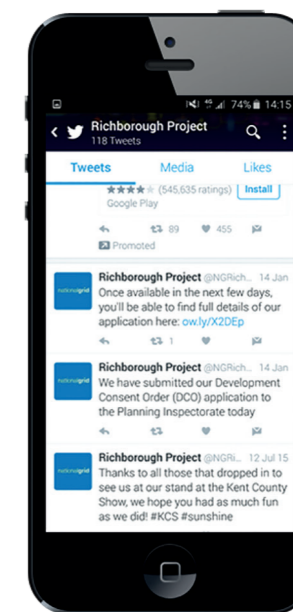 4G 74% 14:15
Richborough Project
118 Tweets
Tweets Media Likes
(545,635 ratings) Install
Google Play
89 455
Promoted
nationalgrid
Richborough Project @NGRich... 14 Jan
Once available in the next few days,
you'll be able to find full details of our
application here: ow.ly/X2DEp
1
nationalgrid
Richborough Project @NGRich... 14 Jan
We have submitted our Development
Consent Order (DCO) application to
the Planning Inspectorate today
nationalgrid
Richborough Project @NGRi... 12 Jul 15
Thanks to all those that dropped in to
see us at our stand at the Kent County
Show, we hope you had as much fun
as we did! #KCS #sunshine